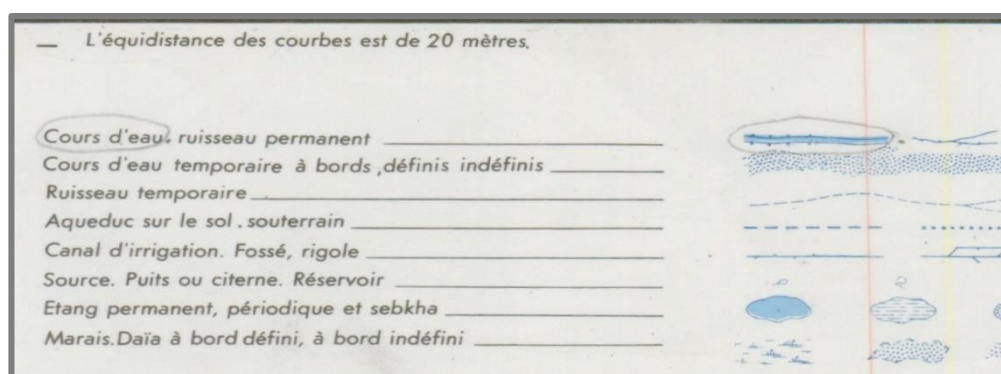 — L'équidistance des courbes est de 20 mètres.
Cours d'eau. ruisseau permanent
Cours d'eau temporaire à bords ,définis indéfinis
Ruisseau temporaire
Aqueduc sur le sol . souterrain
Canal d'irrigation. Fossé, rigole
Source. Puits ou citerne. Réservoir
Etang permanent, périodique et sebkha
Marais.Daïa à bord défini, à bord indéfini